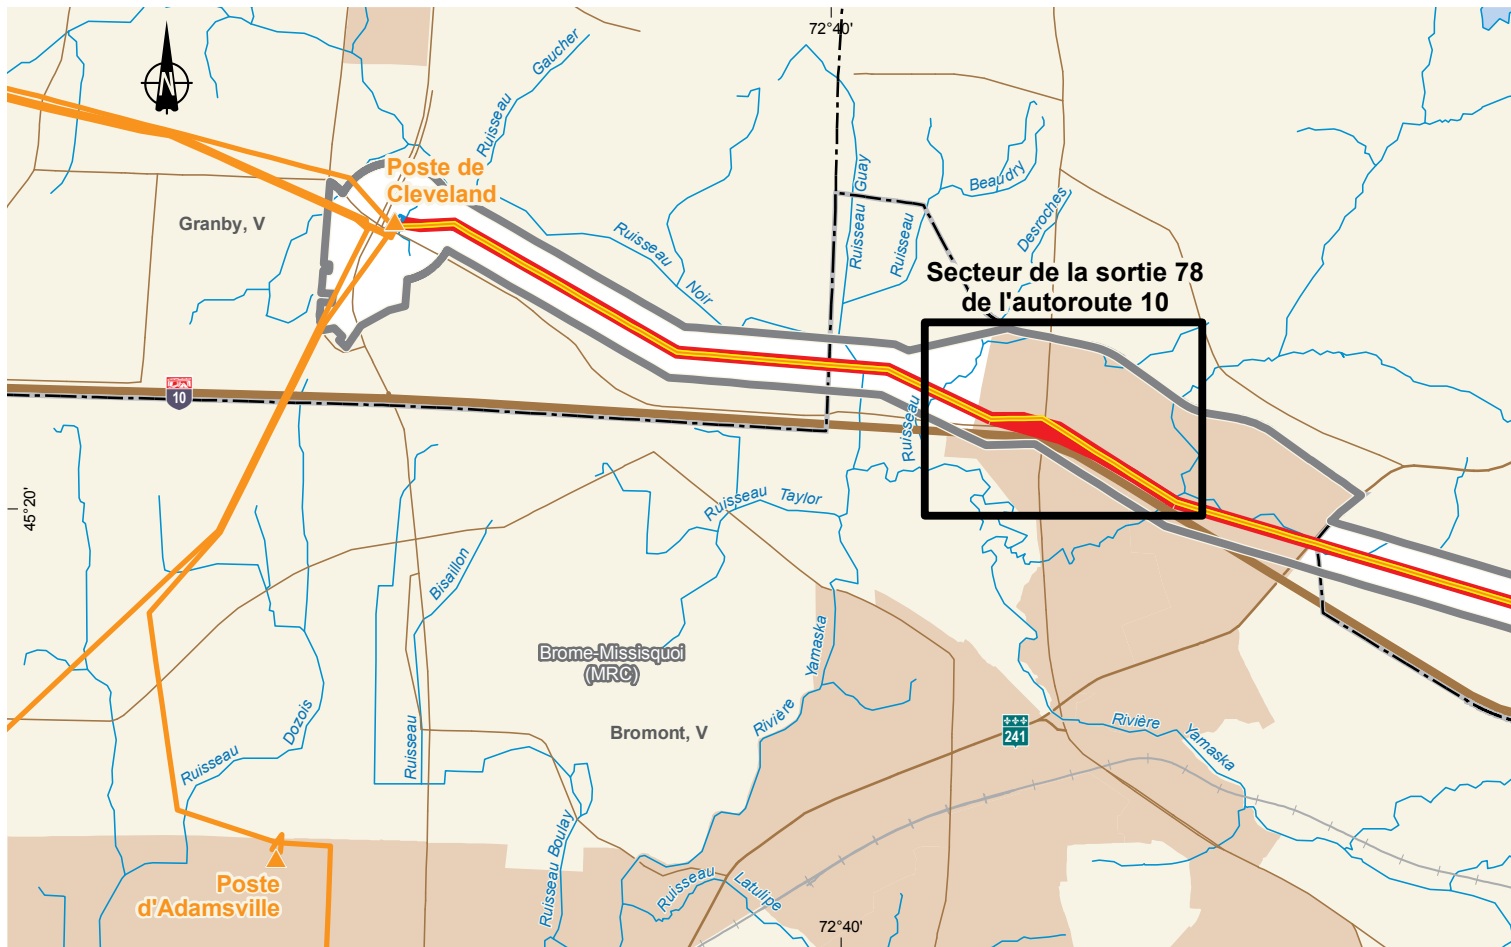 72°40'
N
Ruisseau Gaucher
Poste de
Cleveland
Granby, V
Ruisseau Guay
Ruisseau Beaudry
Desroches
Ruisseau Noir
Secteur de la sortie 78
de l'autoroute 10
10
Ruisseau
45°20'
Ruisseau Taylor
Bisaillon
Ruisseau
Brome-Missisquoi
(MRC)
Rivière Yamaska
Bromont, V
Ruisseau Dozois
241
Rivière Yamaska
Ruisseau Boulay
Ruisseau Latulipe
Poste
d'Adamsville
72°40'